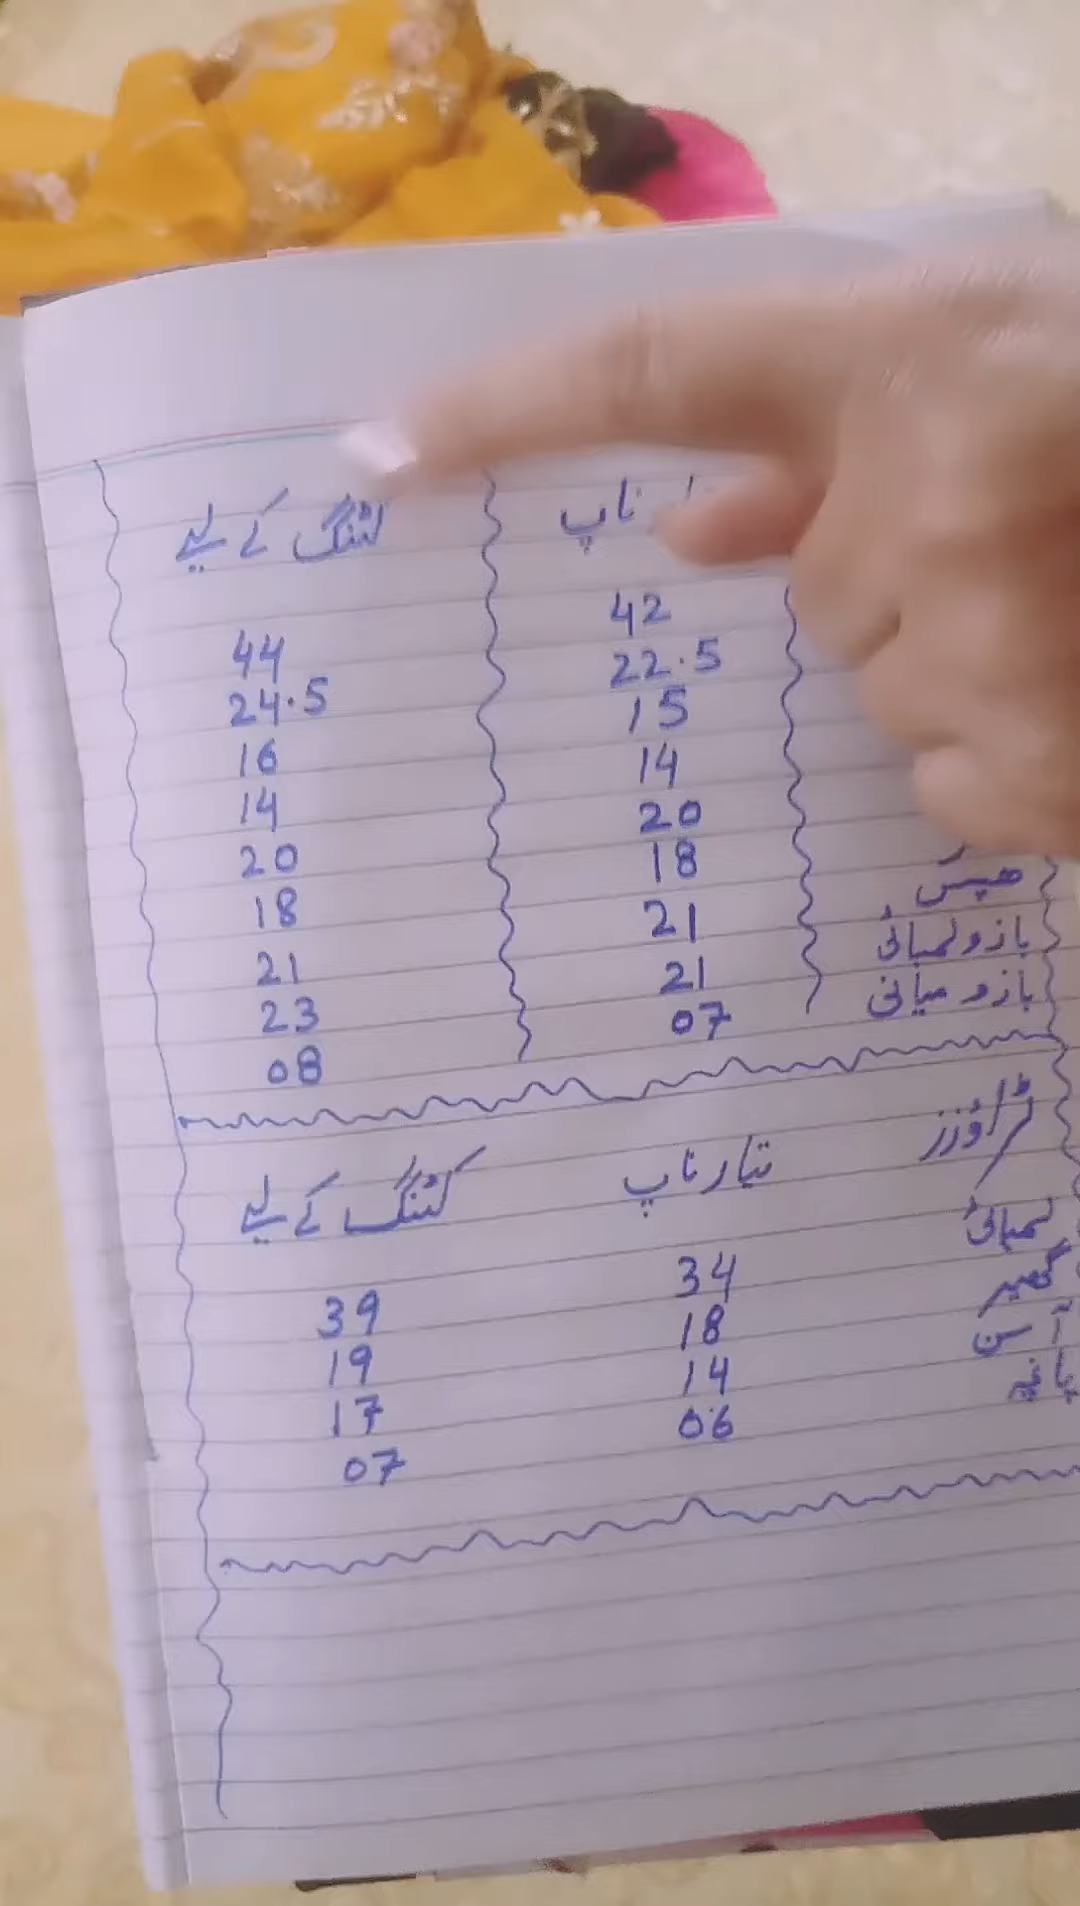 ناپ کٹنگ کے لیے
42 44
22.5 24.5
15 16
14 14
20 20
18 18
ھپس 21 21
بازو لمبائی 21 23
بازو میانی 07 08
ٹراؤزر تیار ناپ کٹنگ کے لیے
لمبائی 34 39
گھیر 18 19
آسن 14 17
پانچہ 06 07